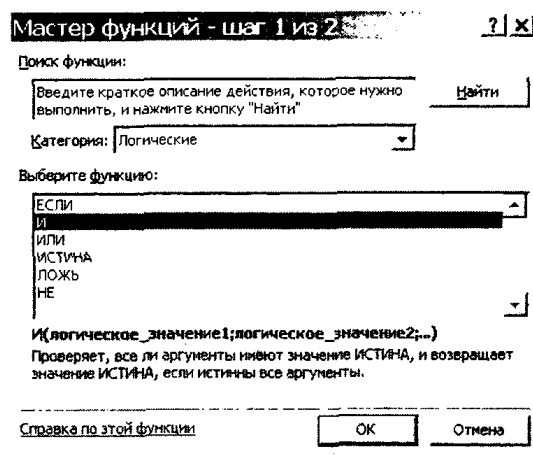 Мастер функций - шаг 1 из 2
? x
Поиск функции:
Введите краткое описание действия, которое нужно
выполнить, и нажмите кнопку "Найти"
Найти
Категория: Логические
Выберите функцию:
ЕСЛИ
И
ИЛИ
ИСТИНА
ЛОЖЬ
НЕ
И(логическое_значение1;логическое_значение2;...)
Проверяет, все ли аргументы имеют значение ИСТИНА, и возвращает
значение ИСТИНА, если истинны все аргументы.
Справка по этой функции
ОК
Отмена